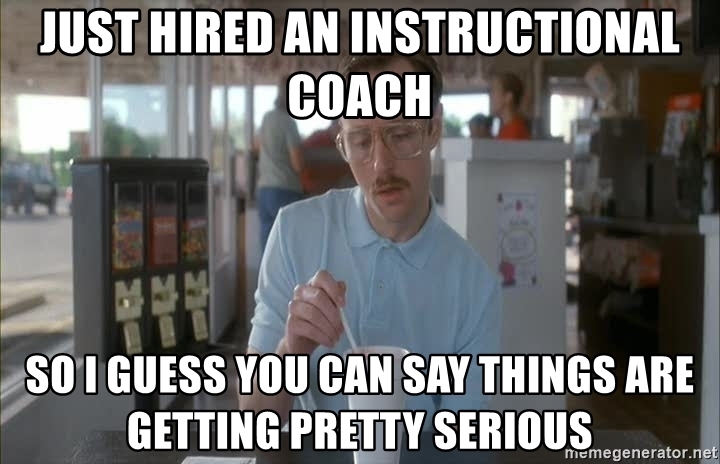 JUST HIRED AN INSTRUCTIONAL
COACH
SO I GUESS YOU CAN SAY THINGS ARE
GETTING PRETTY SERIOUS
memegenerator.net